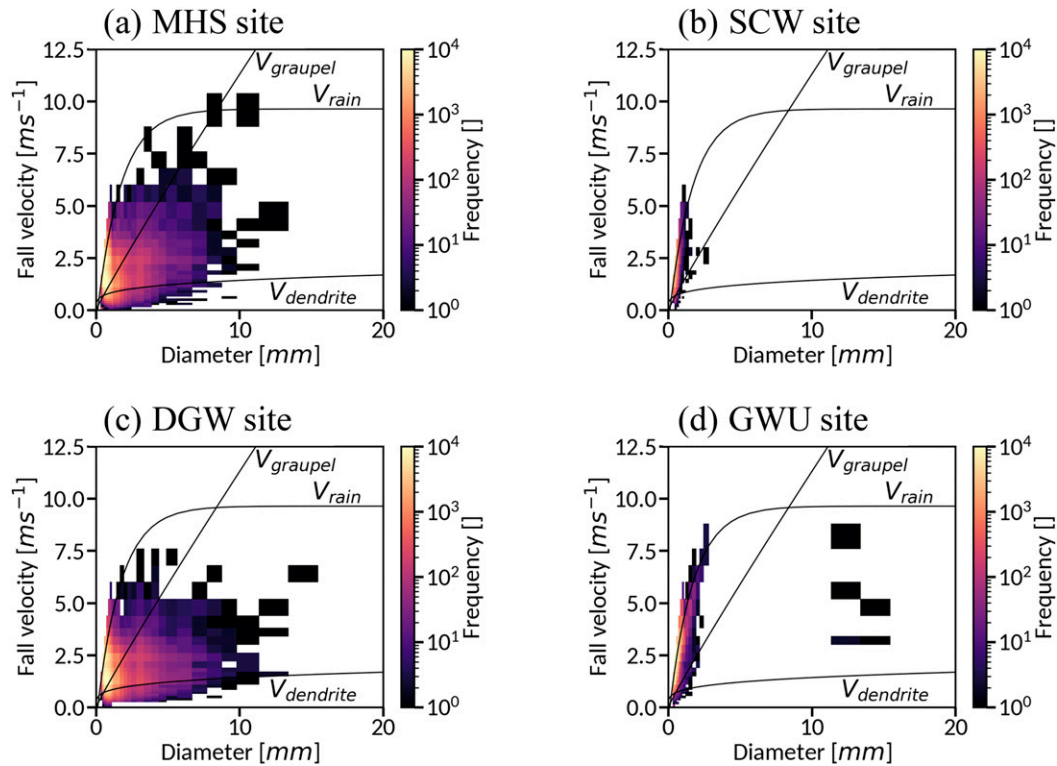 (a) MHS site
12.5
10.0
7.5
5.0
2.5
0.0
Fall velocity [ms⁻¹]
0
10
20
Diameter [mm]
V_graupel
V_rain
V_dendrite
10⁴
10³
10²
10¹
10⁰
Frequency []
(b) SCW site
12.5
10.0
7.5
5.0
2.5
0.0
Fall velocity [ms⁻¹]
0
10
20
Diameter [mm]
V_graupel
V_rain
V_dendrite
10⁴
10³
10²
10¹
10⁰
Frequency []
(c) DGW site
12.5
10.0
7.5
5.0
2.5
0.0
Fall velocity [ms⁻¹]
0
10
20
Diameter [mm]
V_graupel
V_rain
V_dendrite
10⁴
10³
10²
10¹
10⁰
Frequency []
(d) GWU site
12.5
10.0
7.5
5.0
2.5
0.0
Fall velocity [ms⁻¹]
0
10
20
Diameter [mm]
V_graupel
V_rain
V_dendrite
10⁴
10³
10²
10¹
10⁰
Frequency []